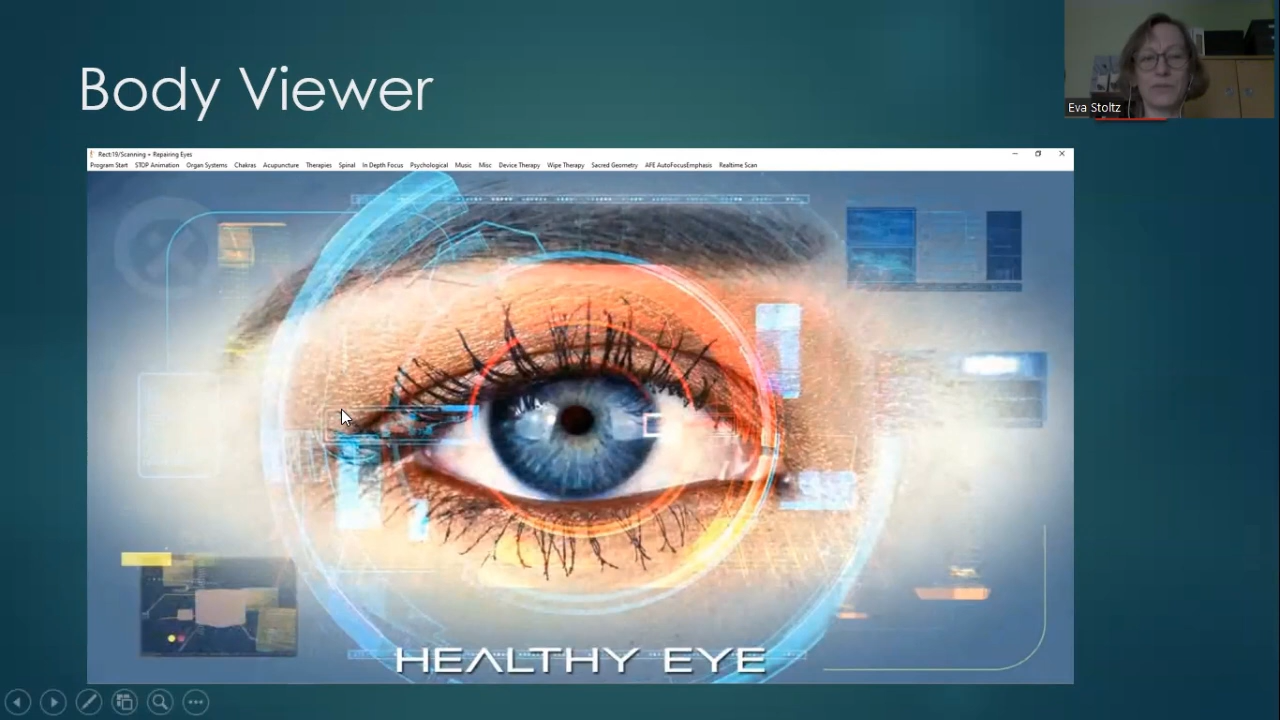 Body Viewer
Eva Stoltz
Rect:19/Scanning + Repairing Eyes
Program Start STOP Animation Organ Systems Chakras Acupuncture Therapies Spinal In Depth Focus Psychological Music Misc Device Therapy Wipe Therapy Sacred Geometry AFE AutoFocusEmphasis Realtime Scan
HEALTHY EYE